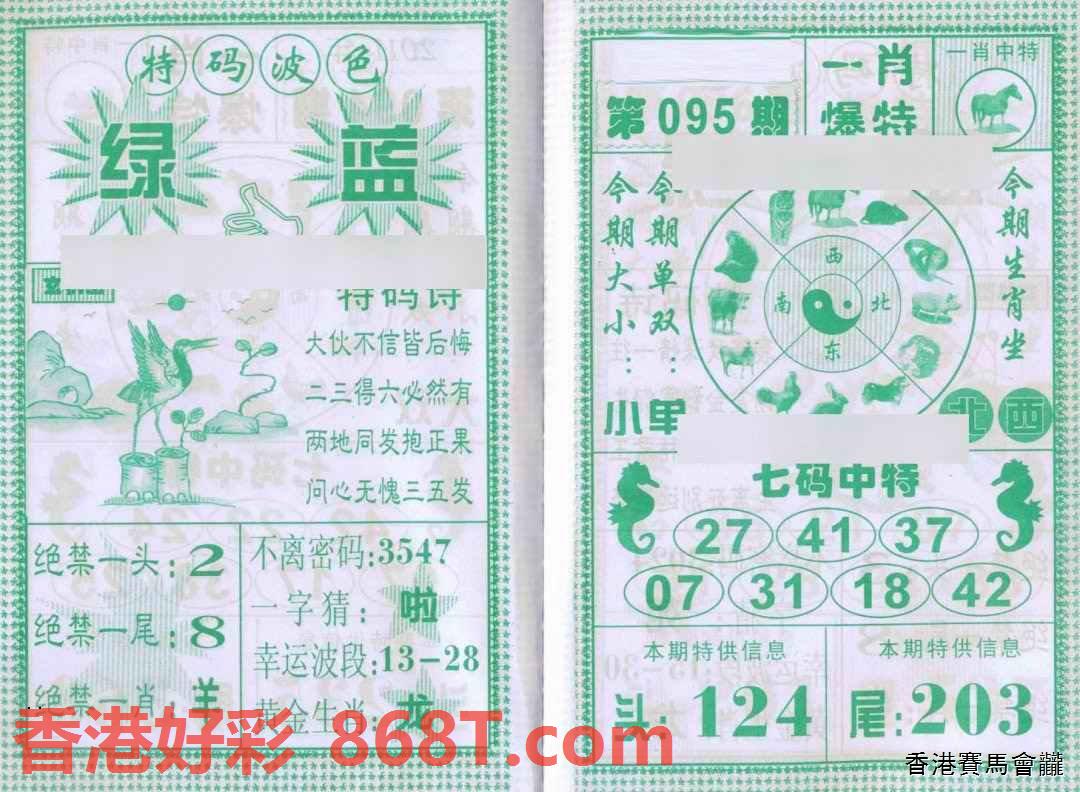 特码波色
绿 蓝
特码诗
大伙不信皆后悔
二三得六必然有
两地同发抱正果
问心无愧三五发
绝禁一头:2
绝禁一尾:8
绝禁一肖:羊
不离密码:3547
一字猜:啦
幸运波段:13-28
黄金生肖:龙
第095期
一肖
爆特
一肖中特
今期大小:小
今期单双:单
西
南 北
东
今期生肖坐
北 西
七码中特
27 41 37
07 31 18 42
本期特供信息
头:124
本期特供信息
尾:203
香港好彩 868T.com
香港賽馬會